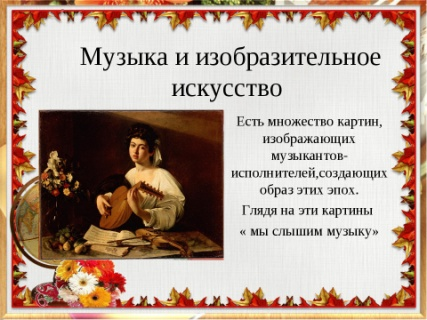 Музыка и изобразительное
искусство
Есть множество картин,
изображающих
музыкантов-
исполнителей,создающих
образ этих эпох.
Глядя на эти картины
« мы слышим музыку»